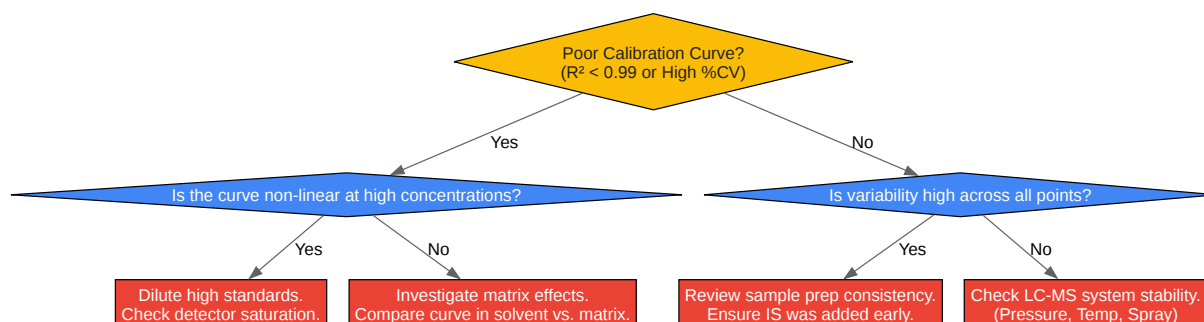 Poor Calibration Curve?
(R² < 0.99 or High %CV)
Yes
No
Is the curve non-linear at high concentrations?
Is variability high across all points?
Yes
No
Yes
No
Dilute high standards.
Check detector saturation.
Investigate matrix effects.
Compare curve in solvent vs. matrix.
Review sample prep consistency.
Ensure IS was added early.
Check LC-MS system stability.
(Pressure, Temp, Spray)